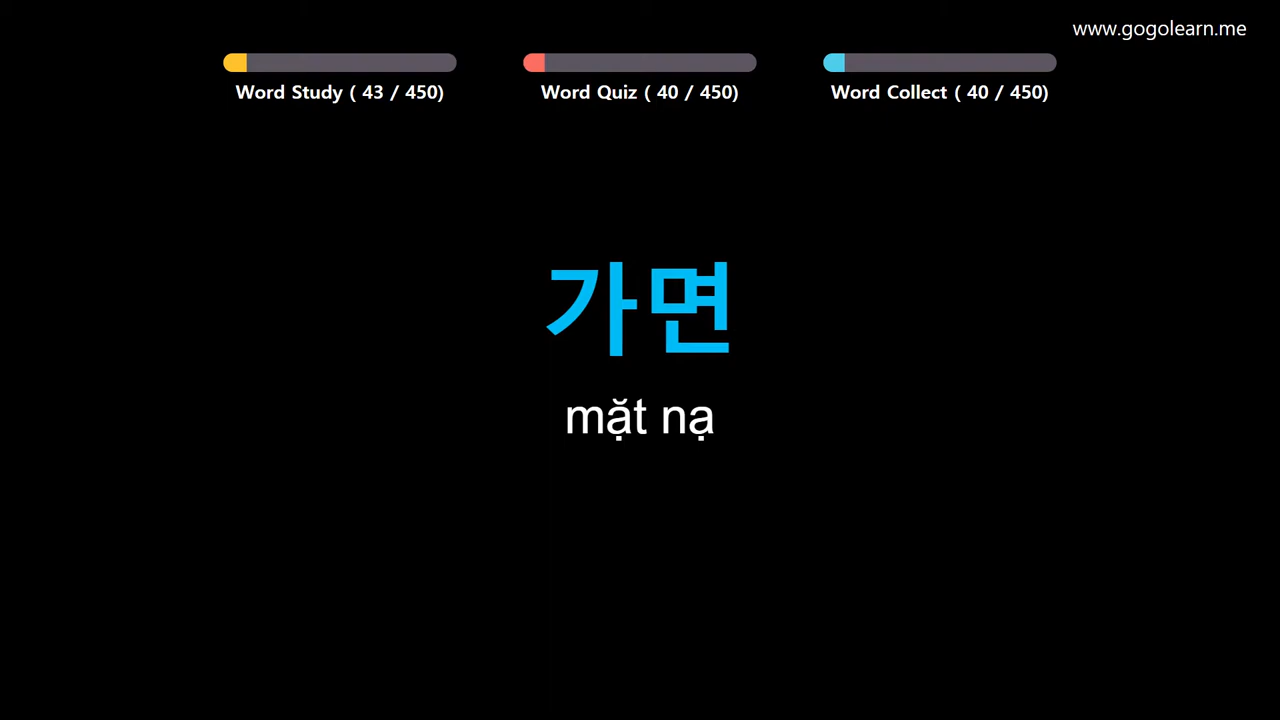 www.gogolearn.me
Word Study ( 43 / 450)
Word Quiz ( 40 / 450)
Word Collect ( 40 / 450)
가면
mặt nạ